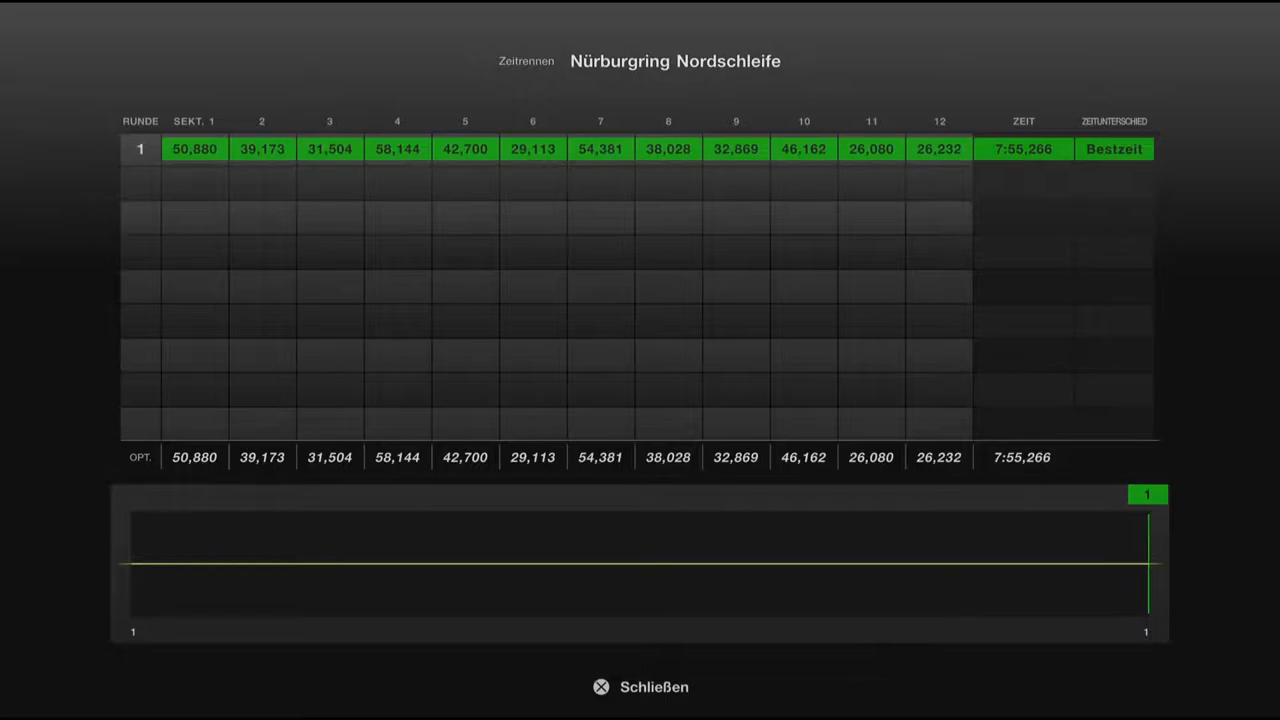 Zeitrennen Nürburgring Nordschleife
RUNDE SEKT. 1 2 3 4 5 6 7 8 9 10 11 12 ZEIT ZEITUNTERSCHIED
1 50,880 39,173 31,504 58,144 42,700 29,113 54,381 38,028 32,869 46,162 26,080 26,232 7:55,266 Bestzeit
OPT. 50,880 39,173 31,504 58,144 42,700 29,113 54,381 38,028 32,869 46,162 26,080 26,232 7:55,266
1
1 1
Schließen